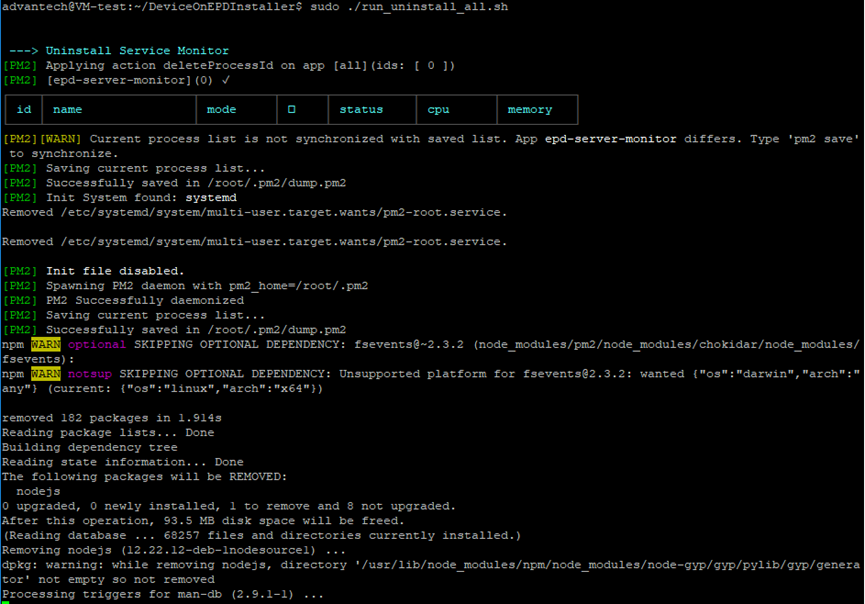 advantech@VM-test:~/DeviceOnEPDInstaller$ sudo ./run_uninstall_all.sh
---> Uninstall Service Monitor
[PM2] Applying action deleteProcessId on app [all](ids: [ 0 ])
[PM2] [epd-server-monitor](0) ✓
id name mode □ status cpu memory
[PM2][WARN] Current process list is not synchronized with saved list. App epd-server-monitor differs. Type 'pm2 save'
to synchronize.
[PM2] Saving current process list...
[PM2] Successfully saved in /root/.pm2/dump.pm2
[PM2] Init System found: systemd
Removed /etc/systemd/system/multi-user.target.wants/pm2-root.service.
Removed /etc/systemd/system/multi-user.target.wants/pm2-root.service.
[PM2] Init file disabled.
[PM2] Spawning PM2 daemon with pm2_home=/root/.pm2
[PM2] PM2 Successfully daemonized
[PM2] Saving current process list...
[PM2] Successfully saved in /root/.pm2/dump.pm2
npm WARN optional SKIPPING OPTIONAL DEPENDENCY: fsevents@~2.3.2 (node_modules/pm2/node_modules/chokidar/node_modules/
fsevents):
npm WARN notsup SKIPPING OPTIONAL DEPENDENCY: Unsupported platform for fsevents@2.3.2: wanted {"os":"darwin","arch":"
any"} (current: {"os":"linux","arch":"x64"})
removed 182 packages in 1.914s
Reading package lists... Done
Building dependency tree
Reading state information... Done
The following packages will be REMOVED:
nodejs
0 upgraded, 0 newly installed, 1 to remove and 8 not upgraded.
After this operation, 93.5 MB disk space will be freed.
(Reading database ... 68257 files and directories currently installed.)
Removing nodejs (12.22.12-deb-1nodesource1) ...
dpkg: warning: while removing nodejs, directory '/usr/lib/node_modules/npm/node_modules/node-gyp/gyp/pylib/gyp/genera
tor' not empty so not removed
Processing triggers for man-db (2.9.1-1) ...